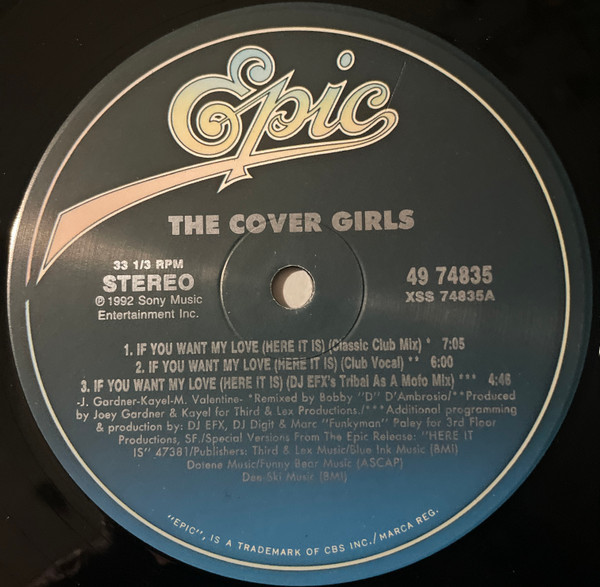 Epic
THE COVER GIRLS
33 1/3 RPM
STEREO
℗ 1992 Sony Music
Entertainment Inc.
49 74835
XSS 74835A
1. IF YOU WANT MY LOVE (HERE IT IS) (Classic Club Mix) * 7:05
2. IF YOU WANT MY LOVE (HERE IT IS) (Club Vocal) ** 6:00
3. IF YOU WANT MY LOVE (HERE IT IS) (DJ EFX's Tribal As A Mofo Mix) *** 4:46
-J. Gardner-Kayel-M. Valentine- *Remixed by Bobby "D" D'Ambrosio/**Produced
by Joey Gardner & Kayel for Third & Lex Productions./***Additional programming
& production by: DJ EFX, DJ Digit & Marc "Funkyman" Paley for 3rd Floor
Productions, SF./Special Versions From The Epic Release: "HERE IT
IS" 47381/Publishers: Third & Lex Music/Blue Ink Music (BMI)
Dotene Music/Funny Bear Music (ASCAP)
Dee Ski Music (BMI)
"EPIC", IS A TRADEMARK OF CBS INC./MARCA REG.